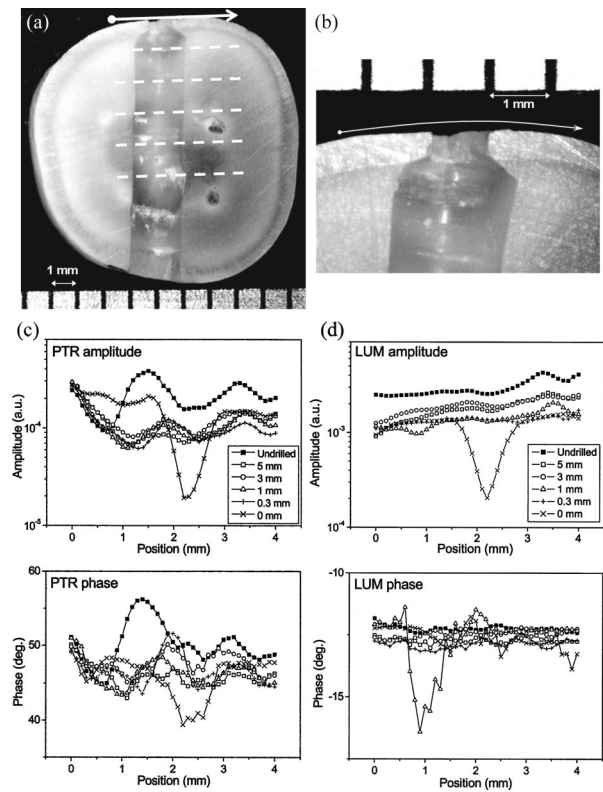 (a)
1 mm
(b)
1 mm
(c)
PTR amplitude
Amplitude (a.u.)
10⁻⁴
10⁻⁵
Undrilled
5 mm
3 mm
1 mm
0.3 mm
0 mm
0 1 2 3 4
Position (mm)
(d)
LUM amplitude
Amplitude (a.u.)
10⁻²
10⁻³
10⁻⁴
Undrilled
5 mm
3 mm
1 mm
0.3 mm
0 mm
0 1 2 3 4
Position (mm)
PTR phase
Phase (deg.)
60
50
40
0 1 2 3 4
Position (mm)
LUM phase
Phase (deg.)
-10
-15
0 1 2 3 4
Position (mm)